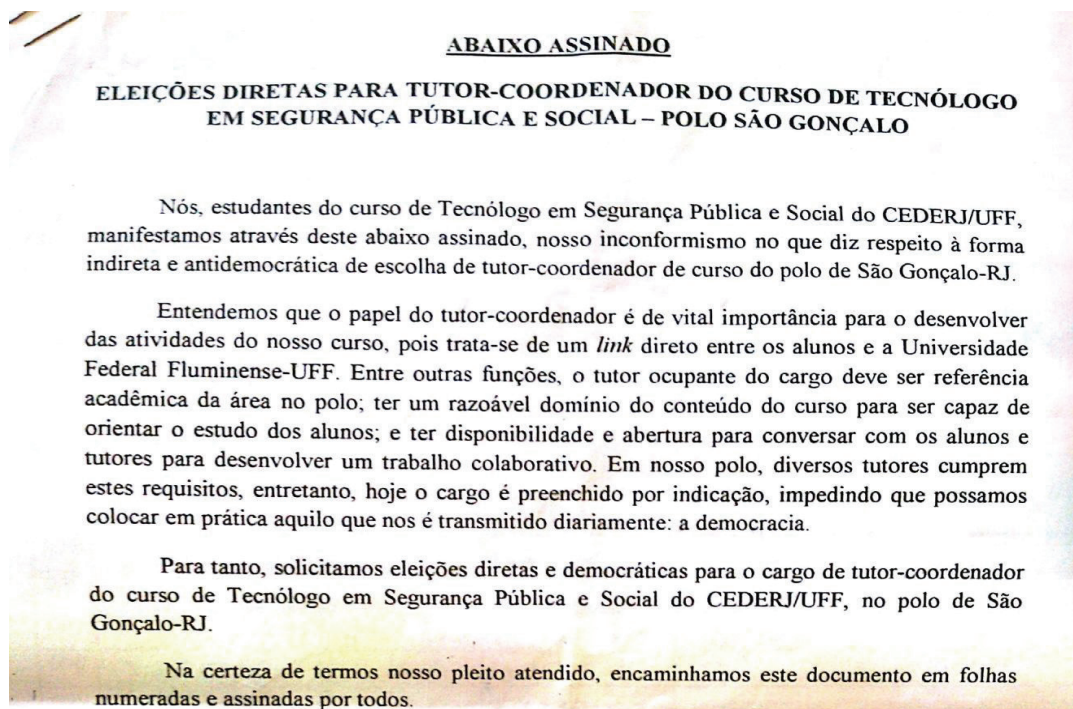 ABAIXO ASSINADO
ELEIÇÕES DIRETAS PARA TUTOR-COORDENADOR DO CURSO DE TECNÓLOGO
EM SEGURANÇA PÚBLICA E SOCIAL – POLO SÃO GONÇALO
Nós, estudantes do curso de Tecnólogo em Segurança Pública e Social do CEDERJ/UFF,
manifestamos através deste abaixo assinado, nosso inconformismo no que diz respeito à forma
indireta e antidemocrática de escolha de tutor-coordenador de curso do polo de São Gonçalo-RJ.
Entendemos que o papel do tutor-coordenador é de vital importância para o desenvolver
das atividades do nosso curso, pois trata-se de um link direto entre os alunos e a Universidade
Federal Fluminense-UFF. Entre outras funções, o tutor ocupante do cargo deve ser referência
acadêmica da área no polo; ter um razoável domínio do conteúdo do curso para ser capaz de
orientar o estudo dos alunos; e ter disponibilidade e abertura para conversar com os alunos e
tutores para desenvolver um trabalho colaborativo. Em nosso polo, diversos tutores cumprem
estes requisitos, entretanto, hoje o cargo é preenchido por indicação, impedindo que possamos
colocar em prática aquilo que nos é transmitido diariamente: a democracia.
Para tanto, solicitamos eleições diretas e democráticas para o cargo de tutor-coordenador
do curso de Tecnólogo em Segurança Pública e Social do CEDERJ/UFF, no polo de São
Gonçalo-RJ.
Na certeza de termos nosso pleito atendido, encaminhamos este documento em folhas
numeradas e assinadas por todos.